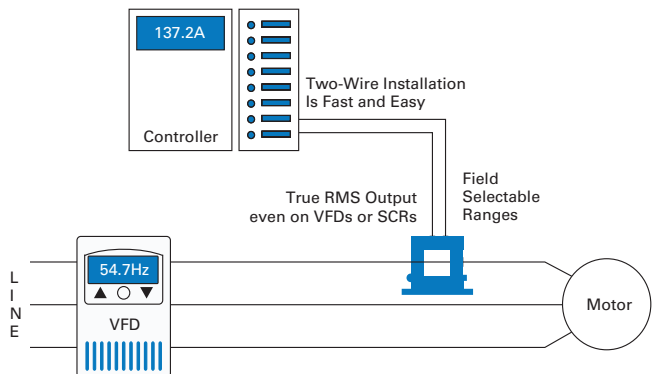 137.2A
Controller
Two-Wire Installation
Is Fast and Easy
True RMS Output
even on VFDs or SCRs
Field
Selectable
Ranges
L
I
N
E
54.7Hz
VFD
Motor